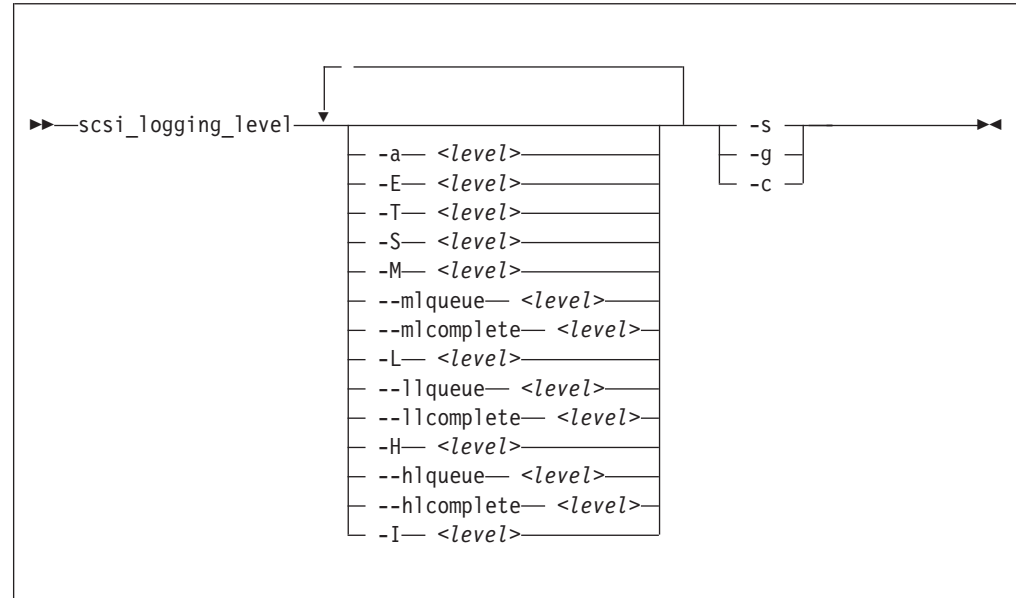 scsi_logging_level -s
-a <level> -g
-E <level> -c
-T <level>
-S <level>
-M <level>
--mlqueue <level>
--mlcomplete <level>
-L <level>
--llqueue <level>
--llcomplete <level>
-H <level>
--hlqueue <level>
--hlcomplete <level>
-I <level>